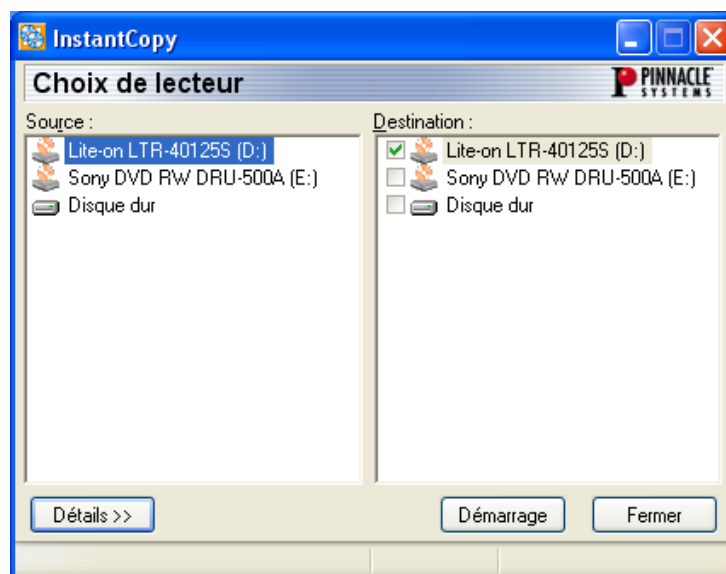 InstantCopy
Choix de lecteur
PINNACLE
SYSTEMS
Source :
Lite-on LTR-40125S (D:)
Sony DVD RW DRU-500A (E:)
Disque dur
Destination :
Lite-on LTR-40125S (D:)
Sony DVD RW DRU-500A (E:)
Disque dur
Détails >>
Démarrage
Fermer